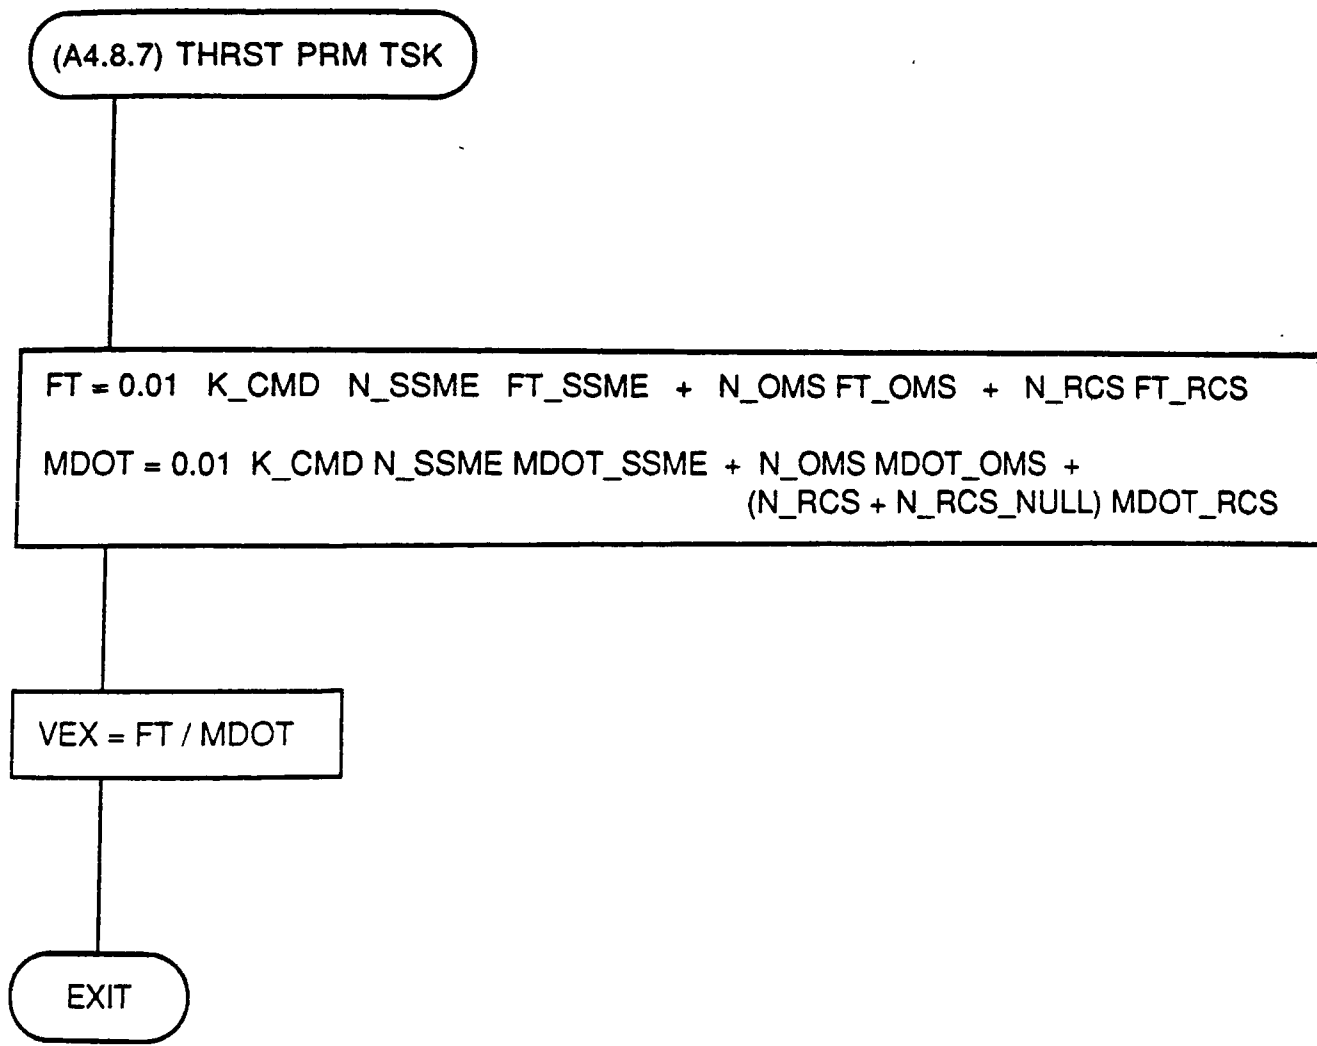 (A4.8.7) THRST PRM TSK
FT = 0.01 K_CMD N_SSME FT_SSME + N_OMS FT_OMS + N_RCS FT_RCS
MDOT = 0.01 K_CMD N_SSME MDOT_SSME + N_OMS MDOT_OMS +
(N_RCS + N_RCS_NULL) MDOT_RCS
VEX = FT / MDOT
EXIT